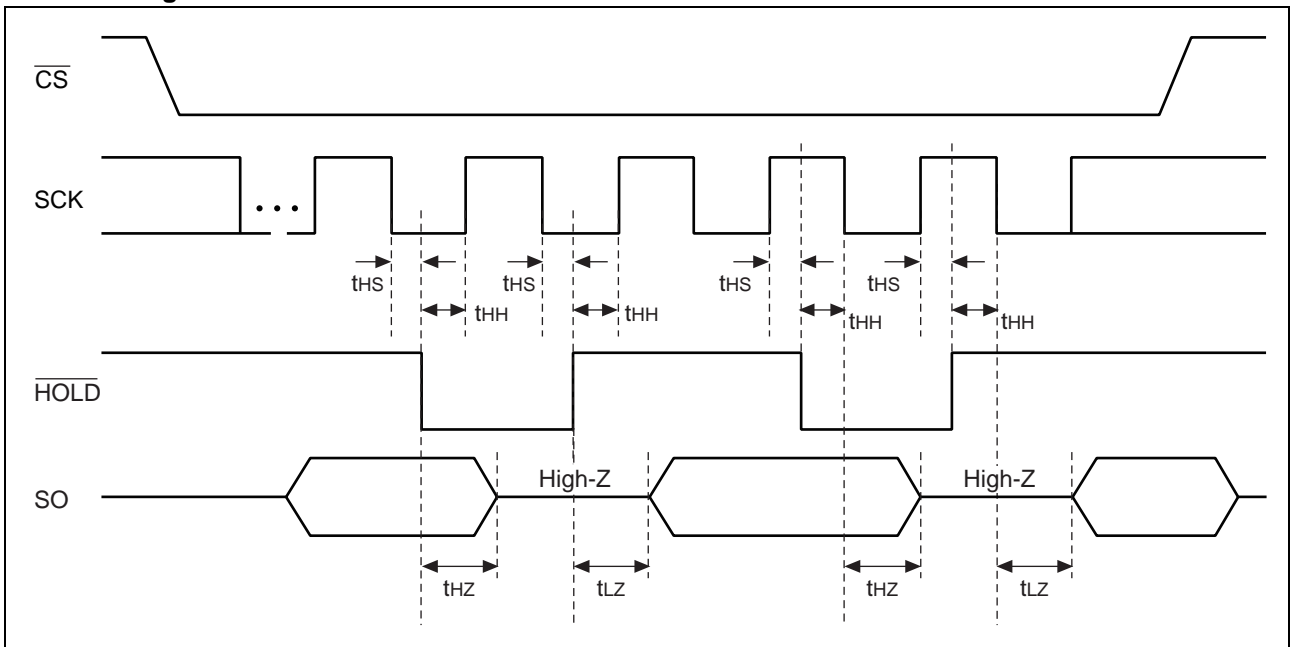 CS
SCK
...
tHS tHS tHS tHS
tHH tHH tHH tHH
HOLD
High-Z High-Z
SO
tHZ tLZ tHZ tLZ